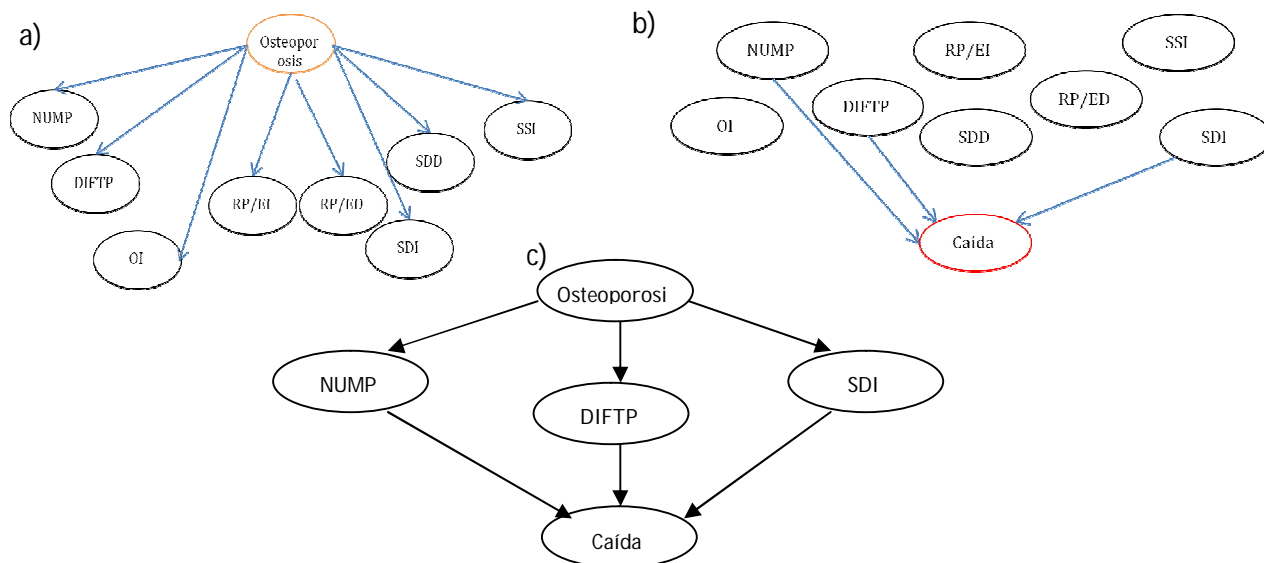 a)
Osteopor
osis
NUMP
DIFTP
OI
RP/EI
RP/ED
SDI
SDD
SSI
b)
NUMP
RP/EI
SSI
OI
DIFTP
SDD
RP/ED
SDI
Caída
c)
Osteoporosi
NUMP
DIFTP
SDI
Caída